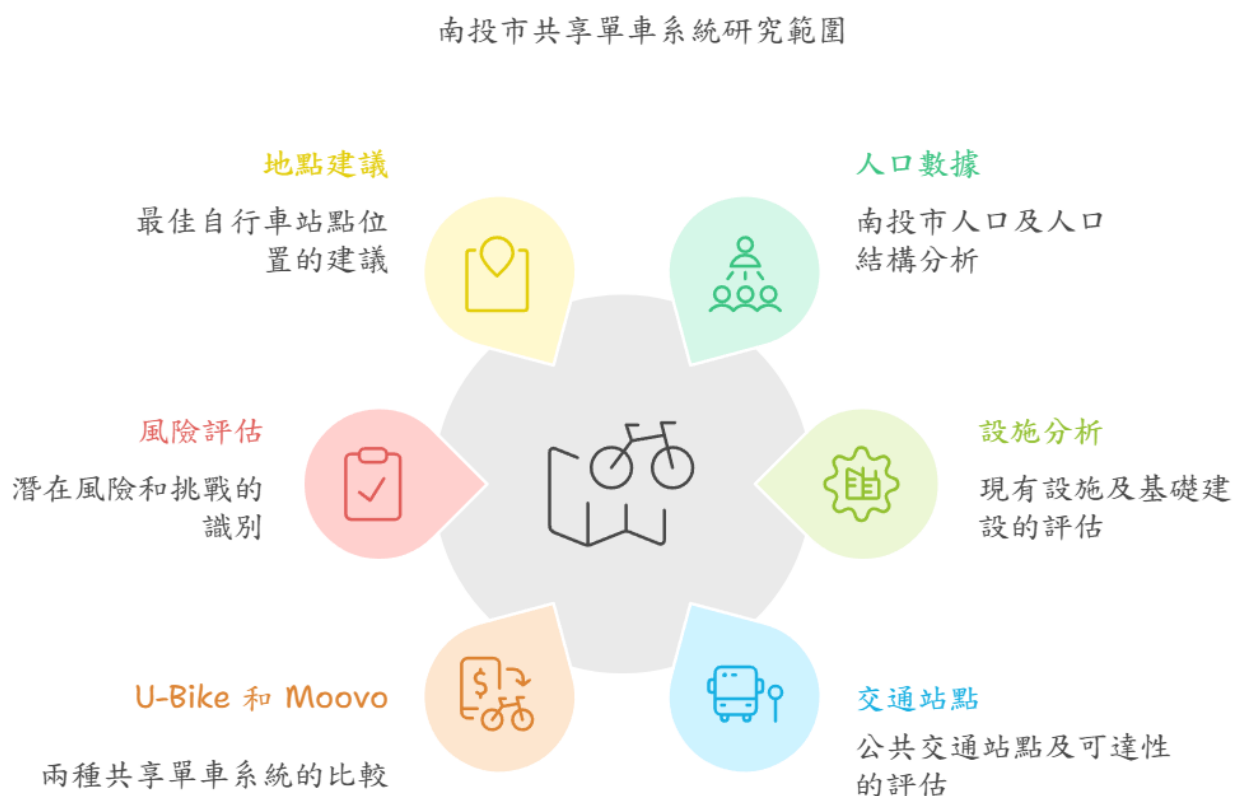 南投市共享單車系統研究範圍
地點建議
最佳自行車站點位
置的建議
人口數據
南投市人口及人口
結構分析
風險評估
潛在風險和挑戰的
識別
設施分析
現有設施及基礎建
設的評估
U-Bike 和 Moovo
兩種共享單車系統的比較
交通站點
公共交通站點及可達性
的評估
$